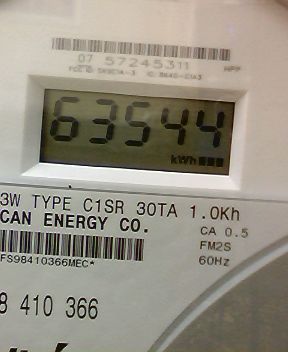 07 57245311
63544
kWh
3W TYPE C1SR 30TA 1.0Kh
CAN ENERGY CO.
CA 0.5
FM2S
60Hz
FS98410366MEC*
8 410 366